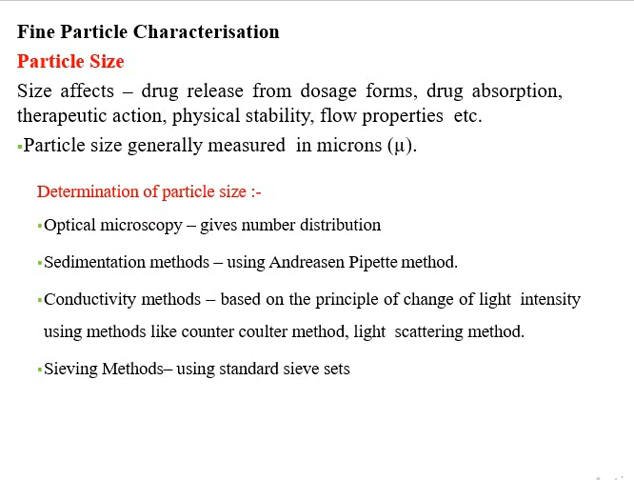 Fine Particle Characterisation
Particle Size
Size affects – drug release from dosage forms, drug absorption,
therapeutic action, physical stability, flow properties etc.
▪Particle size generally measured in microns (μ).
Determination of particle size :-
▪Optical microscopy – gives number distribution
▪Sedimentation methods – using Andreasen Pipette method.
▪Conductivity methods – based on the principle of change of light intensity
using methods like counter coulter method, light scattering method.
▪Sieving Methods– using standard sieve sets